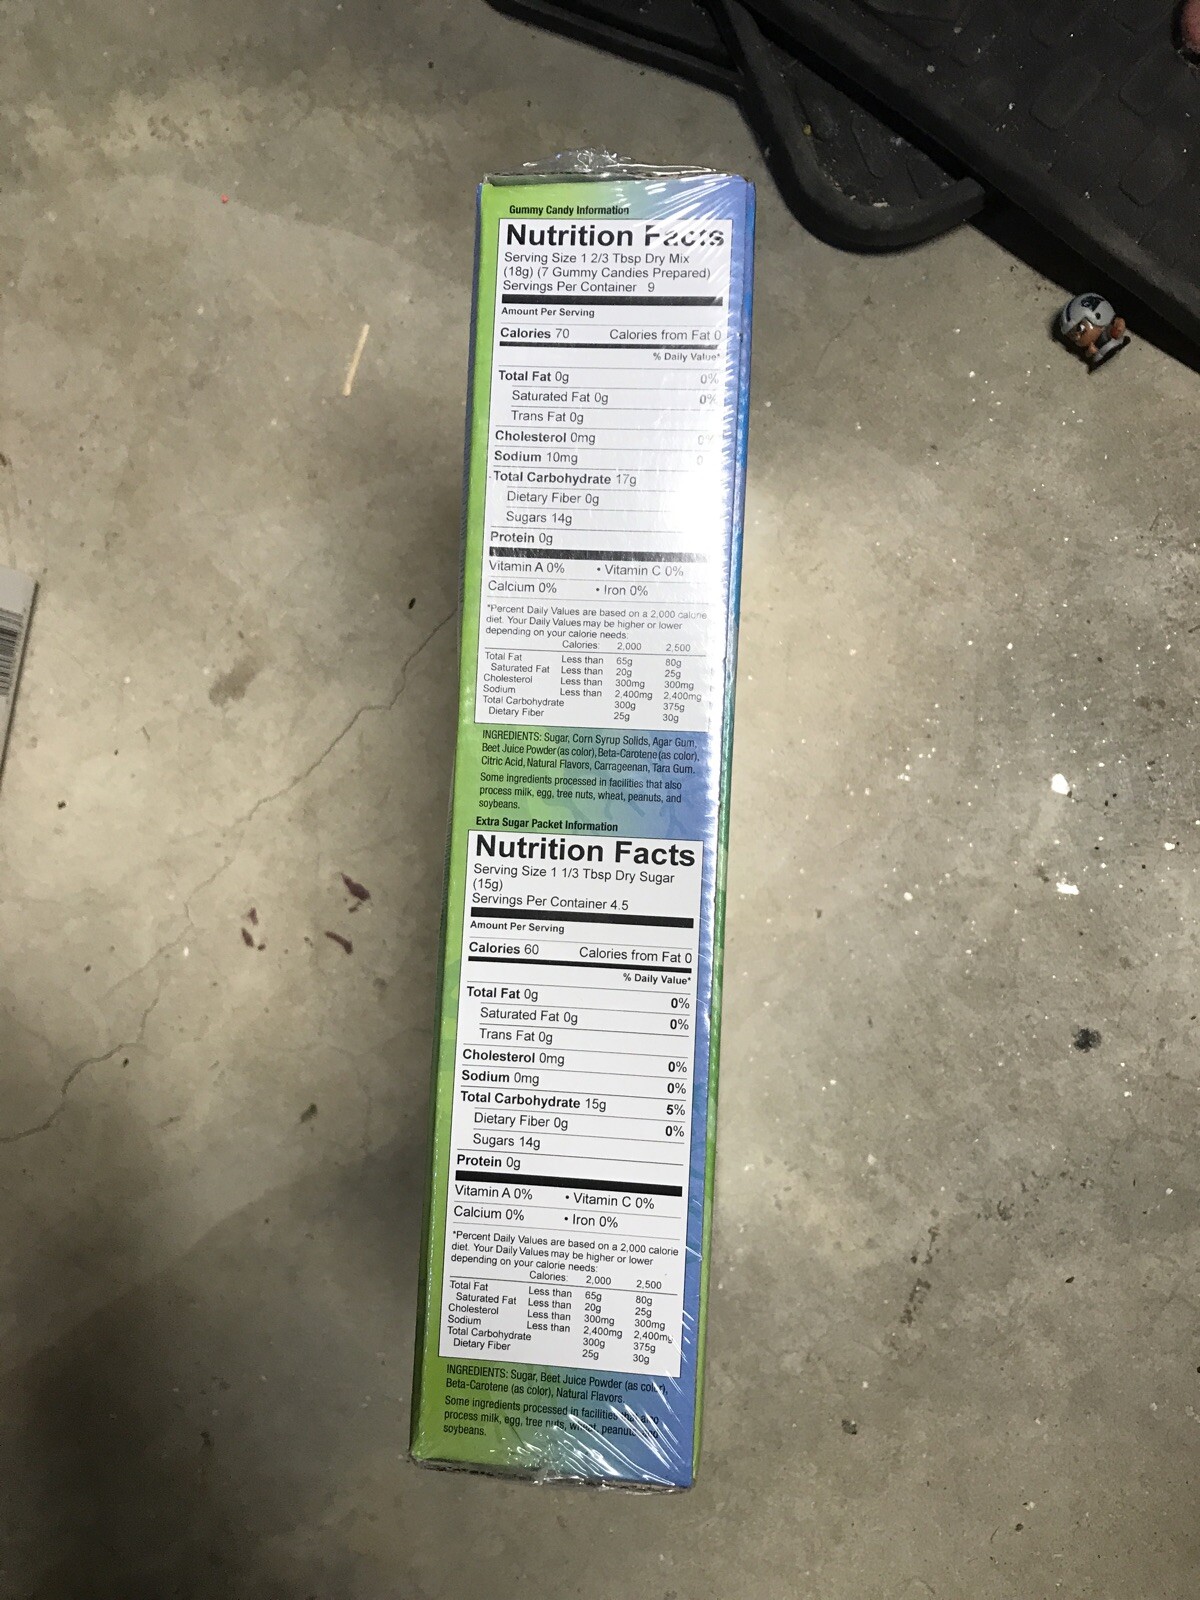 Gummy Candy Information
Nutrition Facts
Serving Size 1 2/3 Tbsp Dry Mix
(18g) (7 Gummy Candies Prepared)
Servings Per Container 9
Amount Per Serving
Calories 70 Calories from Fat 0
% Daily Value*
Total Fat 0g 0%
Saturated Fat 0g 0%
Trans Fat 0g
Cholesterol 0mg 0%
Sodium 10mg 0
Total Carbohydrate 17g
Dietary Fiber 0g
Sugars 14g
Protein 0g
Vitamin A 0% • Vitamin C 0%
Calcium 0% • Iron 0%
*Percent Daily Values are based on a 2,000 calorie
diet. Your Daily Values may be higher or lower
depending on your calorie needs:
Calories: 2,000 2,500
Total Fat Less than 65g 80g
Saturated Fat Less than 20g 25g
Cholesterol Less than 300mg 300mg
Sodium Less than 2,400mg 2,400mg
Total Carbohydrate 300g 375g
Dietary Fiber 25g 30g
INGREDIENTS: Sugar, Corn Syrup Solids, Agar Gum,
Beet Juice Powder (as color), Beta-Carotene (as color),
Citric Acid, Natural Flavors, Carrageenan, Tara Gum.
Some ingredients processed in facilities that also
process milk, egg, tree nuts, wheat, peanuts, and
soybeans.
Extra Sugar Packet Information
Nutrition Facts
Serving Size 1 1/3 Tbsp Dry Sugar
(15g)
Servings Per Container 4.5
Amount Per Serving
Calories 60 Calories from Fat 0
% Daily Value*
Total Fat 0g 0%
Saturated Fat 0g 0%
Trans Fat 0g
Cholesterol 0mg 0%
Sodium 0mg 0%
Total Carbohydrate 15g 5%
Dietary Fiber 0g 0%
Sugars 14g
Protein 0g
Vitamin A 0% • Vitamin C 0%
Calcium 0% • Iron 0%
*Percent Daily Values are based on a 2,000 calorie
diet. Your Daily Values may be higher or lower
depending on your calorie needs:
Calories: 2,000 2,500
Total Fat Less than 65g 80g
Saturated Fat Less than 20g 25g
Cholesterol Less than 300mg 300mg
Sodium Less than 2,400mg 2,400mg
Total Carbohydrate 300g 375g
Dietary Fiber 25g 30g
INGREDIENTS: Sugar, Beet Juice Powder (as color),
Beta-Carotene (as color), Natural Flavors.
Some ingredients processed in facilities that also
process milk, egg, tree nuts, wheat, peanuts, and
soybeans.